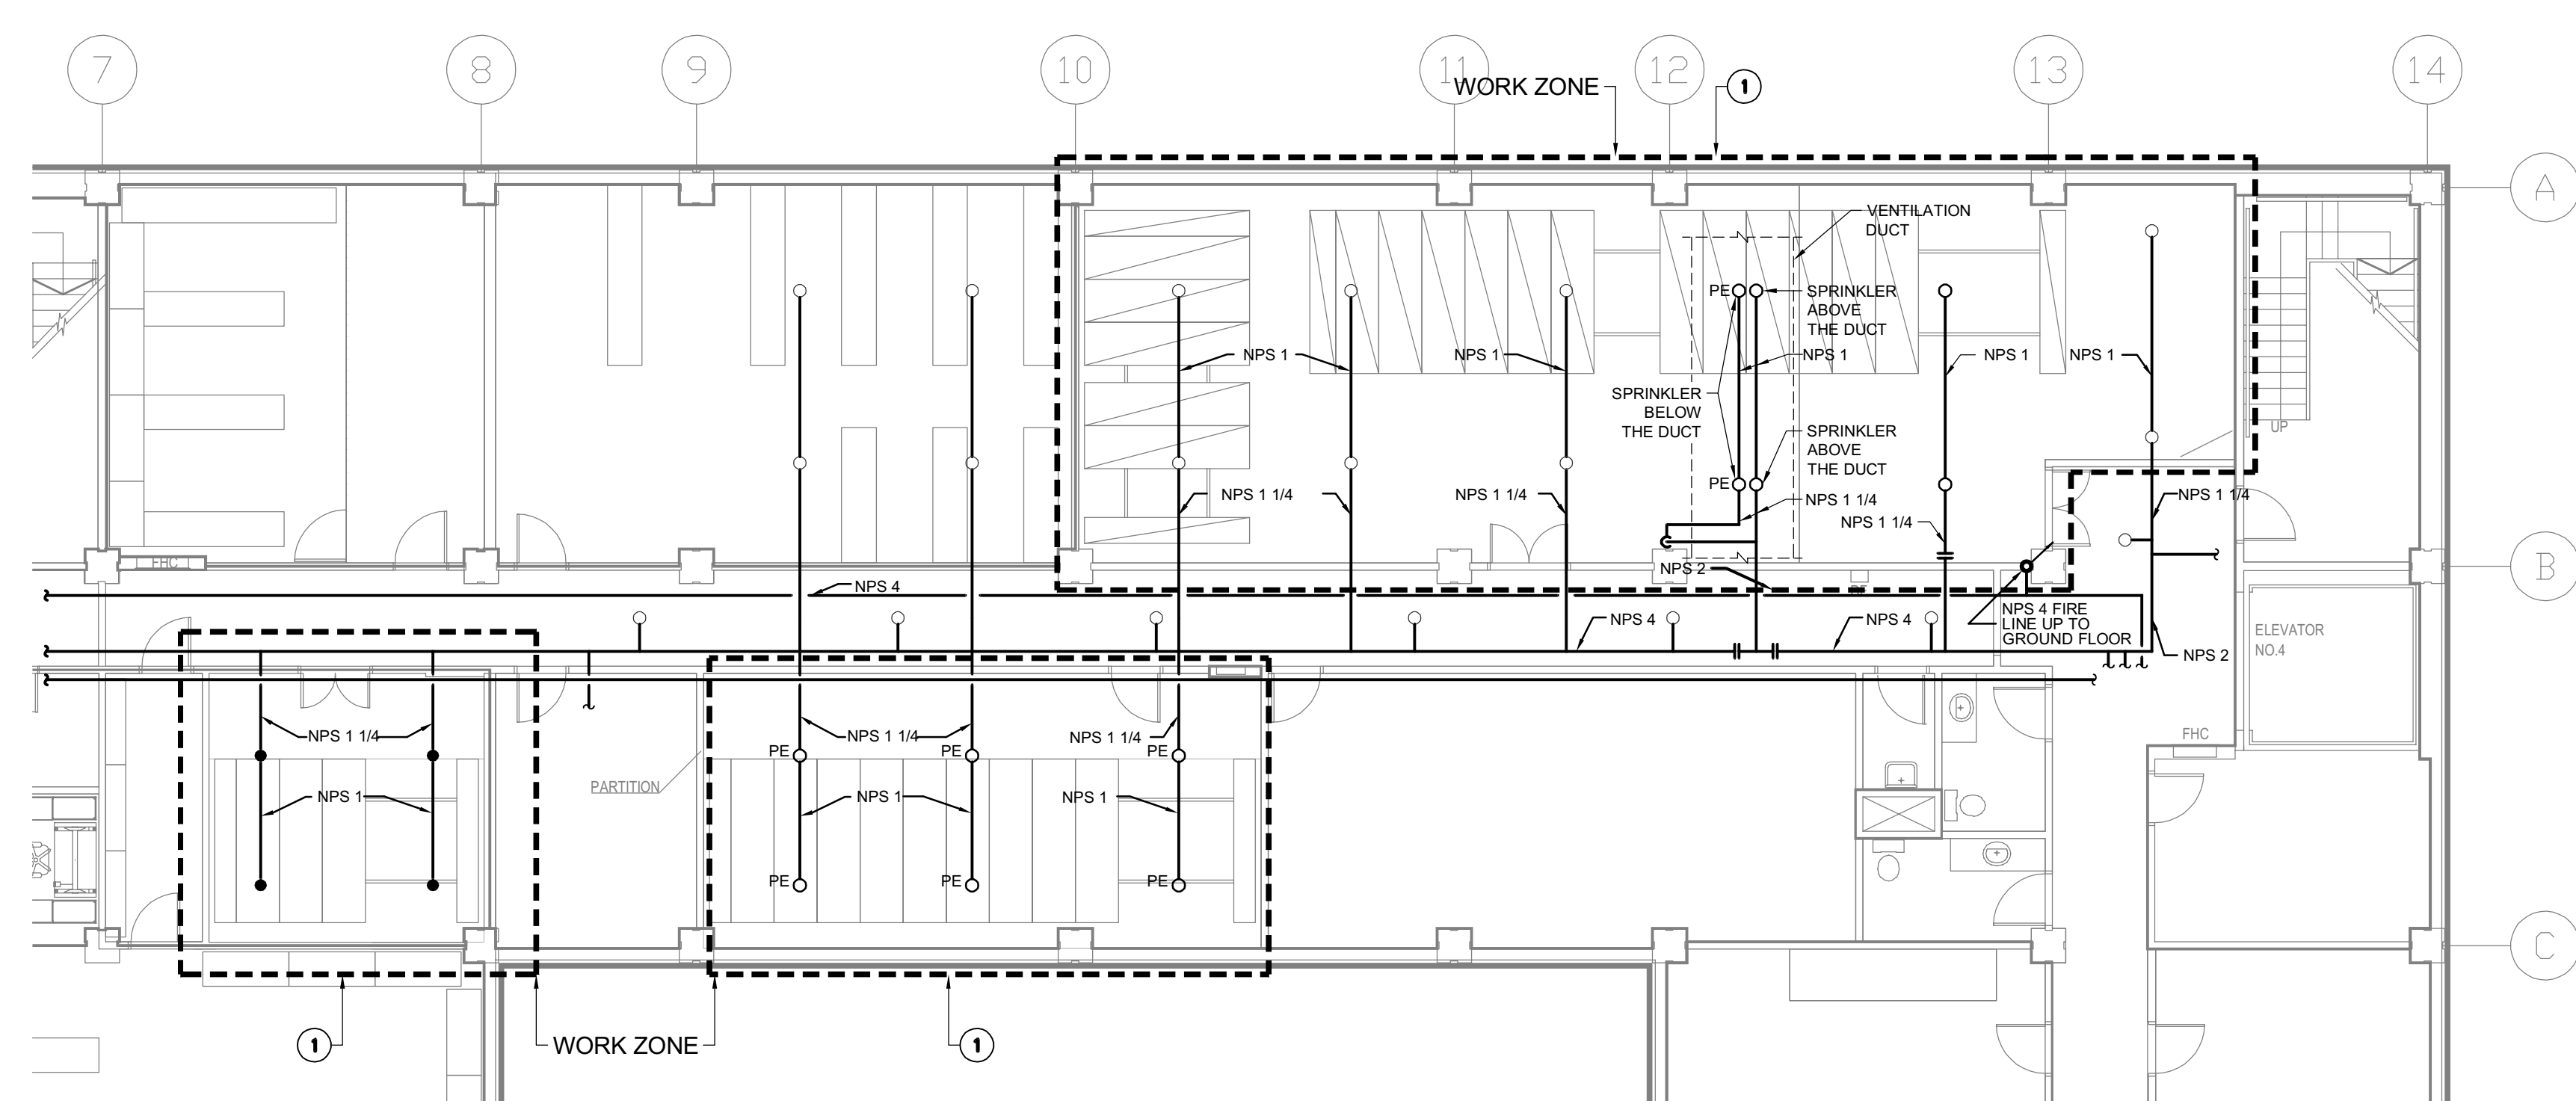 7
8
9
10
11
12
13
14
WORK ZONE
1
A
VENTILATION
DUCT
PE
SPRINKLER
ABOVE
THE DUCT
NPS 1
NPS 1
NPS 1
NPS 1
NPS 1
SPRINKLER
BELOW
THE DUCT
SPRINKLER
ABOVE
THE DUCT
UP
PE
NPS 1 1/4
NPS 1 1/4
NPS 1 1/4
NPS 1 1/4
NPS 1 1/4
FHC
NPS 2
B
NPS 4
NPS 4 FIRE
LINE UP TO
GROUND FLOOR
NPS 4
NPS 4
ELEVATOR
NO.4
NPS 2
NPS 1 1/4
NPS 1 1/4
NPS 1 1/4
FHC
PE
PE
PE
PARTITION
NPS 1
NPS 1
NPS 1
PE
PE
PE
C
1
WORK ZONE
1